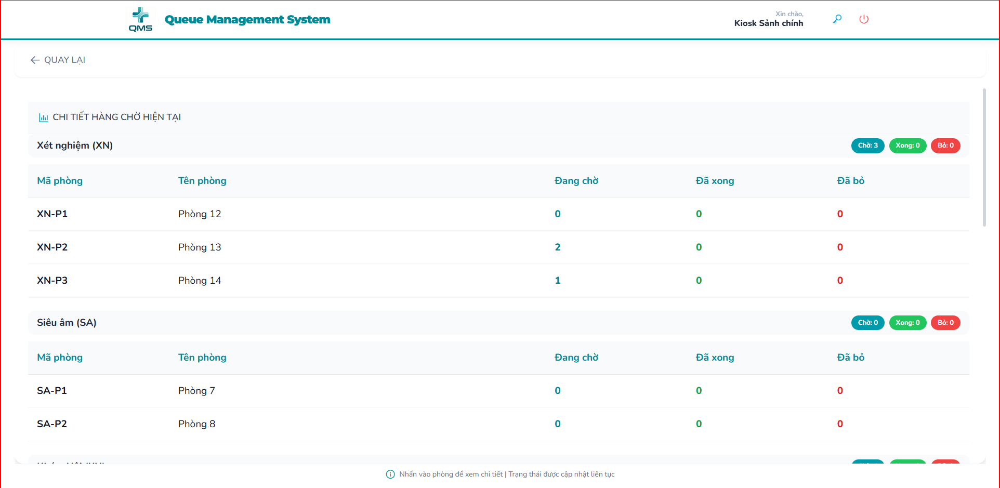 QMS
Queue Management System
Xin chào,
Kiosk Sảnh chính
QUAY LẠI
CHI TIẾT HÀNG CHỜ HIỆN TẠI
Xét nghiệm (XN) Chờ: 3 Xong: 0 Bỏ: 0
Mã phòng Tên phòng Đang chờ Đã xong Đã bỏ
XN-P1 Phòng 12 0 0 0
XN-P2 Phòng 13 2 0 0
XN-P3 Phòng 14 1 0 0
Siêu âm (SA) Chờ: 0 Xong: 0 Bỏ: 0
Mã phòng Tên phòng Đang chờ Đã xong Đã bỏ
SA-P1 Phòng 7 0 0 0
SA-P2 Phòng 8 0 0 0
Nhấn vào phòng để xem chi tiết | Trạng thái được cập nhật liên tục